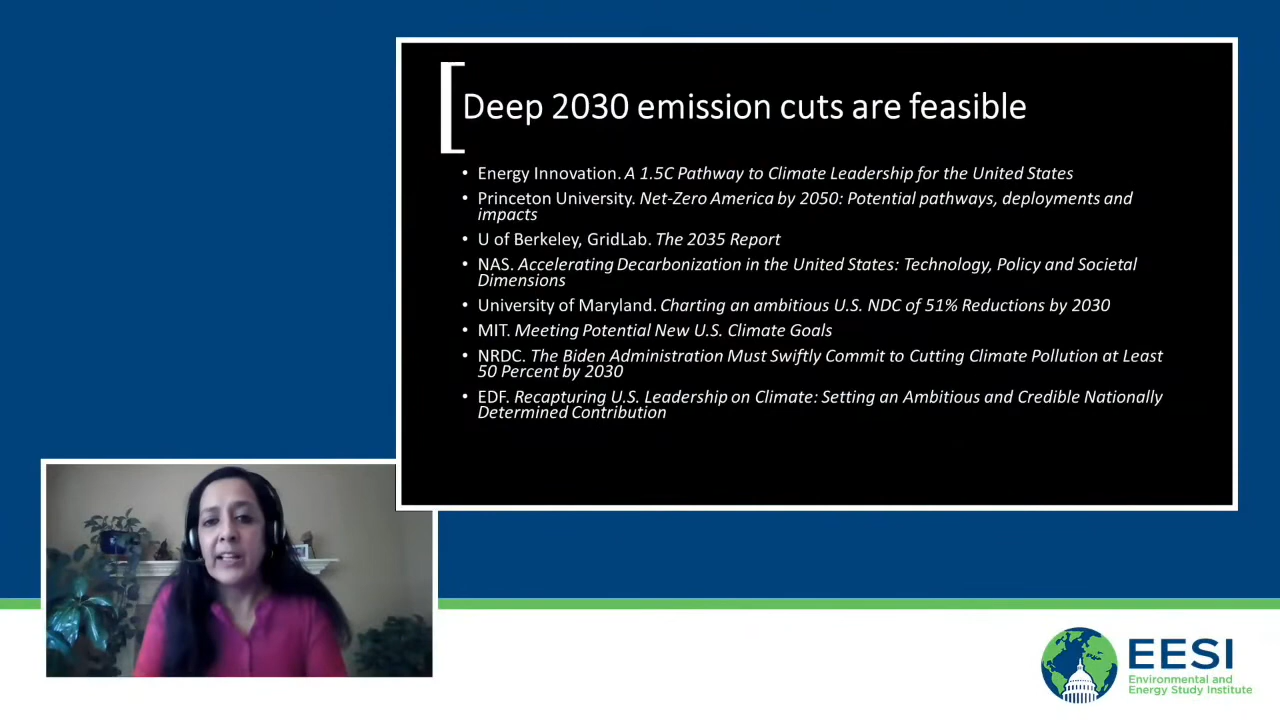 Deep 2030 emission cuts are feasible
• Energy Innovation. A 1.5C Pathway to Climate Leadership for the United States
• Princeton University. Net-Zero America by 2050: Potential pathways, deployments and
impacts
• U of Berkeley, GridLab. The 2035 Report
• NAS. Accelerating Decarbonization in the United States: Technology, Policy and Societal
Dimensions
• University of Maryland. Charting an ambitious U.S. NDC of 51% Reductions by 2030
• MIT. Meeting Potential New U.S. Climate Goals
• NRDC. The Biden Administration Must Swiftly Commit to Cutting Climate Pollution at Least
50 Percent by 2030
• EDF. Recapturing U.S. Leadership on Climate: Setting an Ambitious and Credible Nationally
Determined Contribution
EESI
Environmental and
Energy Study Institute